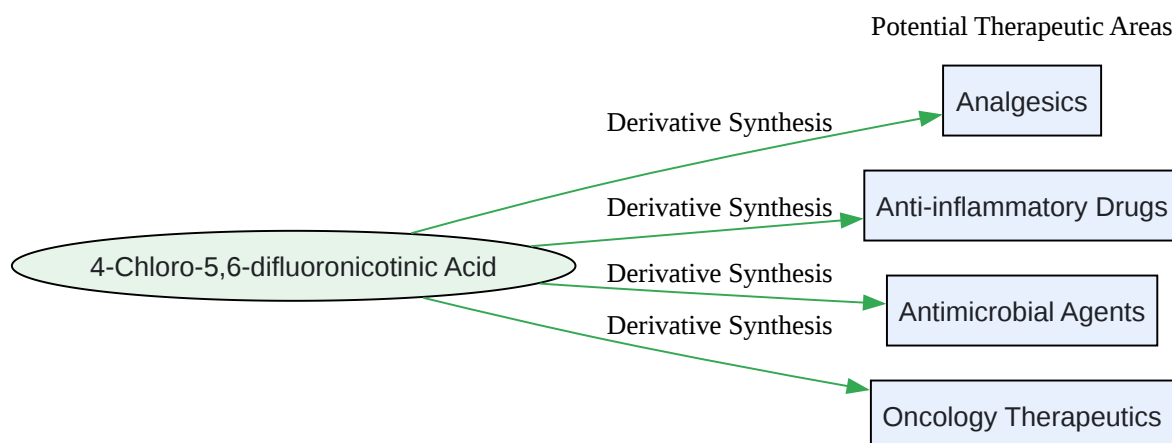 Potential Therapeutic Areas
Analgesics
Derivative Synthesis
Anti-inflammatory Drugs
Derivative Synthesis
4-Chloro-5,6-difluoronicotinic Acid
Derivative Synthesis
Antimicrobial Agents
Derivative Synthesis
Oncology Therapeutics